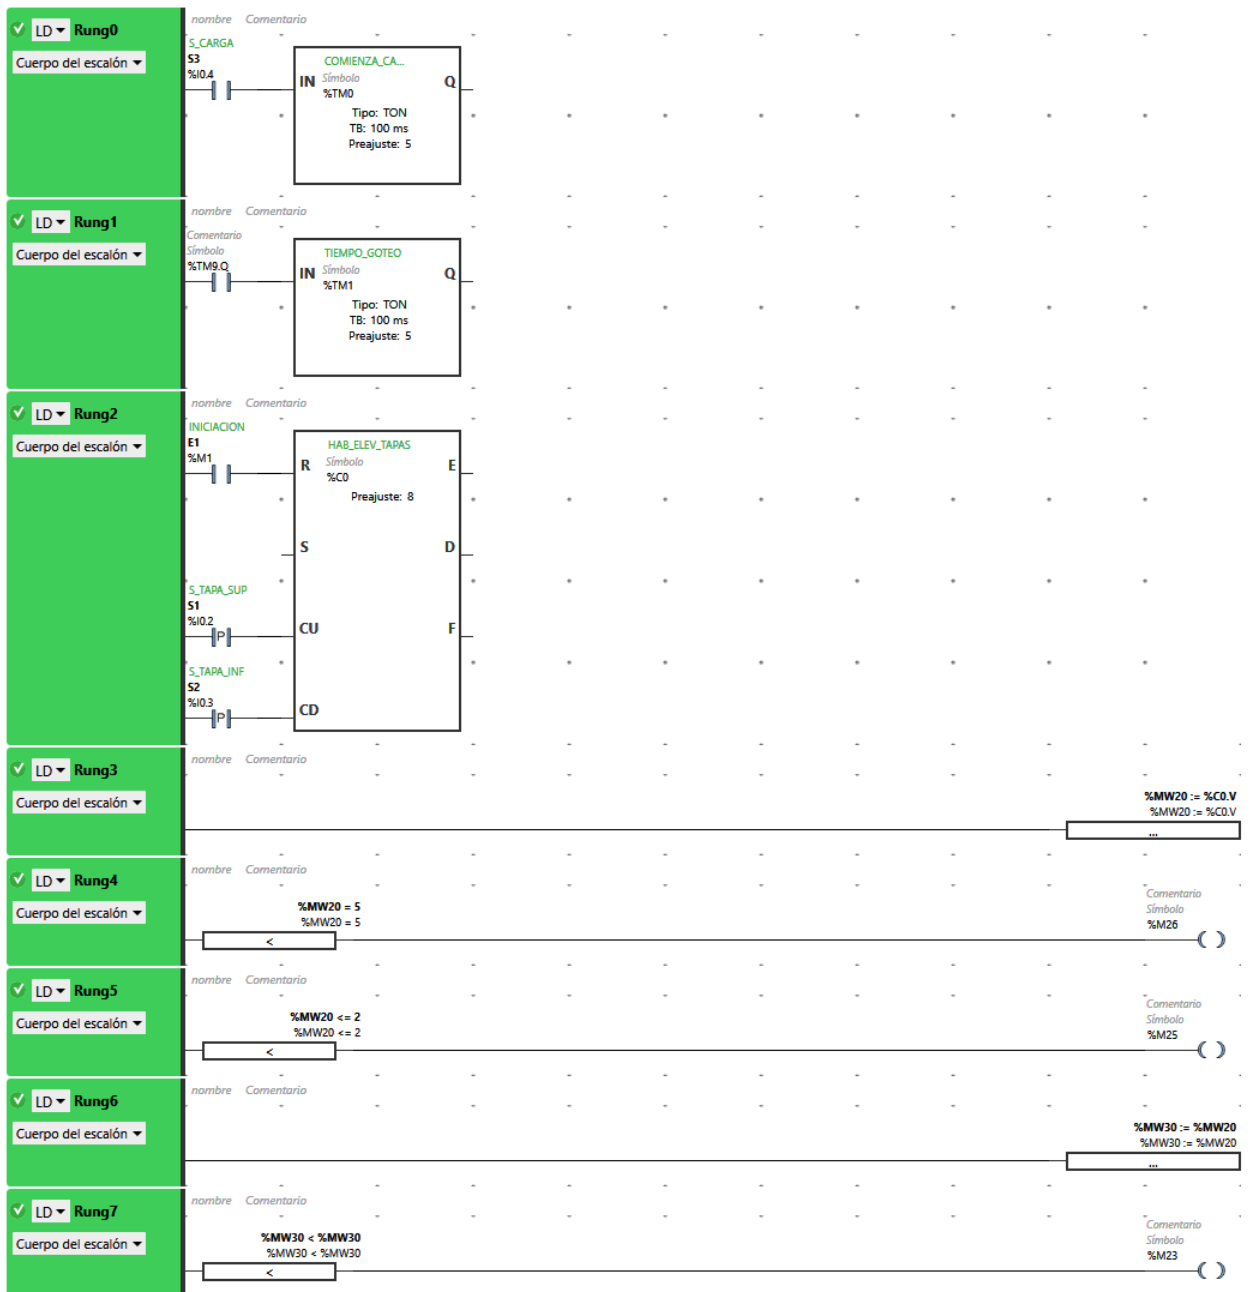 LD Rung0
Cuerpo del escalón
nombre Comentario
S_CARGA
S3
%I0.4
COMIENZA_CA...
IN Símbolo Q
%TM0
Tipo: TON
TB: 100 ms
Preajuste: 5
LD Rung1
Cuerpo del escalón
nombre Comentario
Comentario
Símbolo
%TM9.Q
TIEMPO_GOTEO
IN Símbolo Q
%TM1
Tipo: TON
TB: 100 ms
Preajuste: 5
LD Rung2
Cuerpo del escalón
nombre Comentario
INICIACION
E1
%M1
HAB_ELEV_TAPAS
R Símbolo E
%C0
Preajuste: 8
S D
S_TAPA_SUP
S1
%I0.2
P
CU F
S_TAPA_INF
S2
%I0.3
P
CD
LD Rung3
Cuerpo del escalón
nombre Comentario
%MW20 := %C0.V
%MW20 := %C0.V
...
LD Rung4
Cuerpo del escalón
nombre Comentario
%MW20 = 5
%MW20 = 5
<
Comentario
Símbolo
%M26
LD Rung5
Cuerpo del escalón
nombre Comentario
%MW20 <= 2
%MW20 <= 2
<
Comentario
Símbolo
%M25
LD Rung6
Cuerpo del escalón
nombre Comentario
%MW30 := %MW20
%MW30 := %MW20
...
LD Rung7
Cuerpo del escalón
nombre Comentario
%MW30 < %MW30
%MW30 < %MW30
<
Comentario
Símbolo
%M23